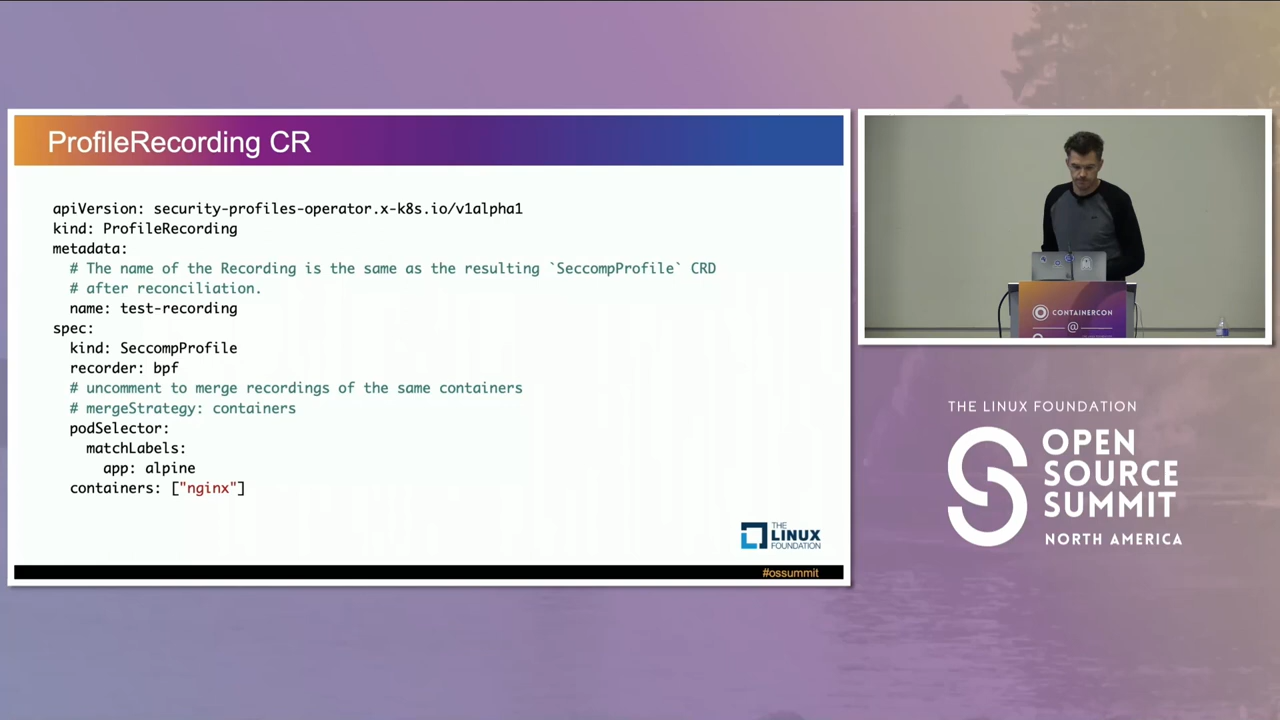 ProfileRecording CR
apiVersion: security-profiles-operator.x-k8s.io/v1alpha1
kind: ProfileRecording
metadata:
  # The name of the Recording is the same as the resulting `SeccompProfile` CRD
  # after reconciliation.
  name: test-recording
spec:
  kind: SeccompProfile
  recorder: bpf
  # uncomment to merge recordings of the same containers
  # mergeStrategy: containers
  podSelector:
    matchLabels:
      app: alpine
  containers: ["nginx"]
THE
LINUX
FOUNDATION
#ossummit
CONTAINERCON
@
THE LINUX FOUNDATION
OPEN
SOURCE
SUMMIT
NORTH AMERICA